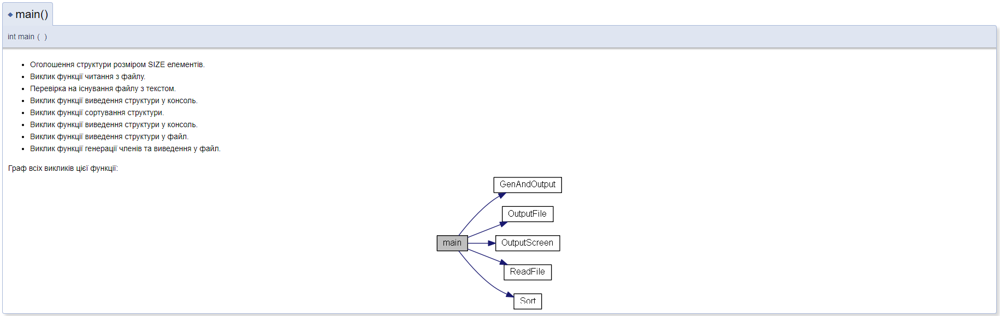 main()
int main ( )
Оголошення структури розміром SIZE елементів.
Виклик функції читання з файлу.
Перевірка на існування файлу з текстом.
Виклик функції виведення структури у консоль.
Виклик функції сортування структури.
Виклик функції виведення структури у консоль.
Виклик функції виведення структури у файл.
Виклик функції генерації членів та виведення у файл.
Граф всіх викликів цієї функції:
GenAndOutput
OutputFile
main
OutputScreen
ReadFile
Sort